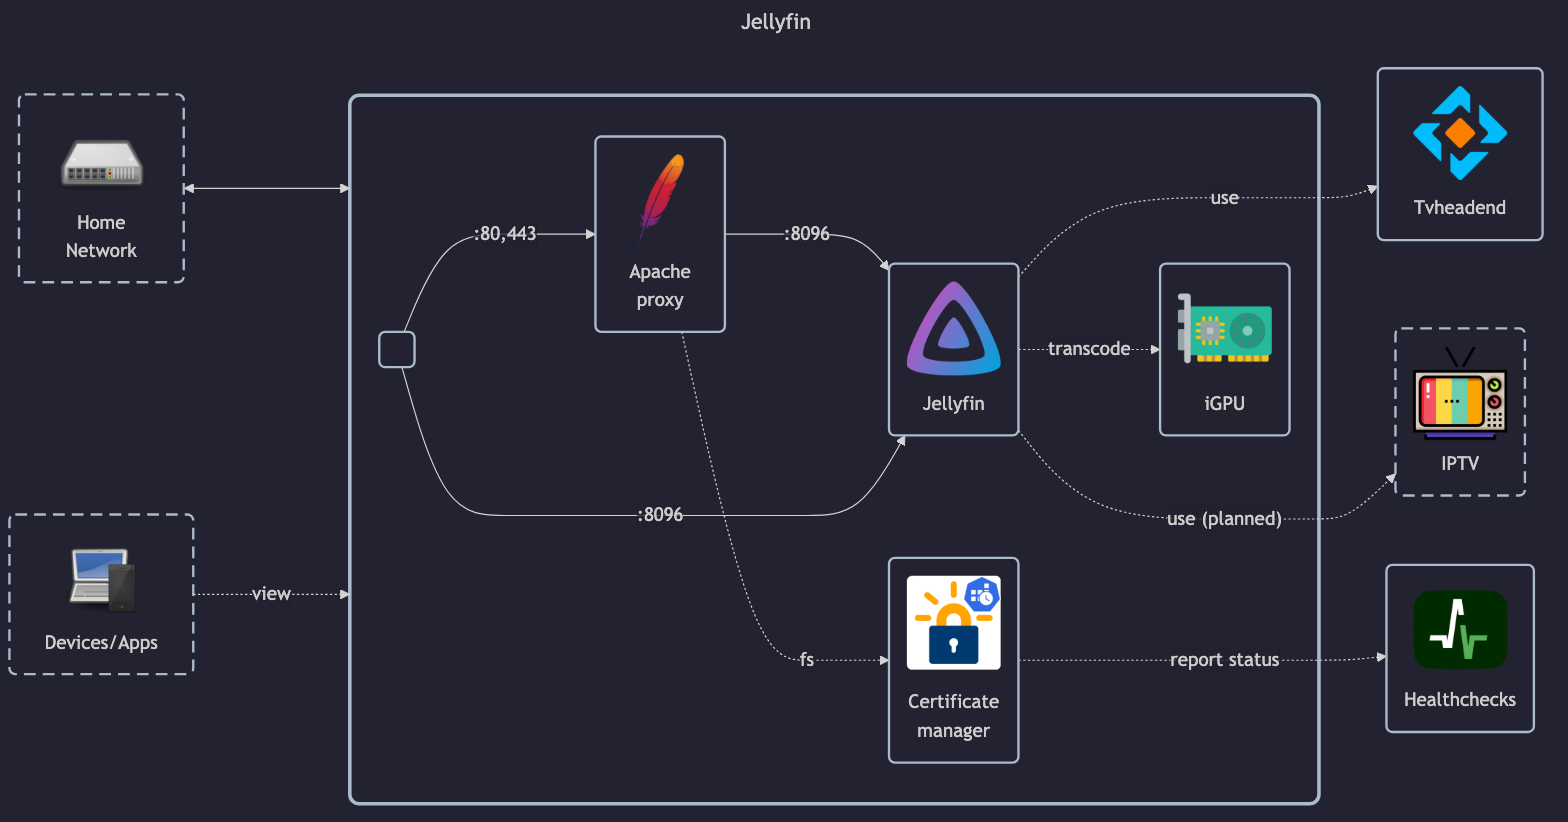 Jellyfin
Home
Network
:80,443
Apache
proxy
:8096
use
Tvheadend
Jellyfin
transcode
iGPU
IPTV
:8096
use (planned)
view
Devices/Apps
fs
Certificate
manager
report status
Healthchecks